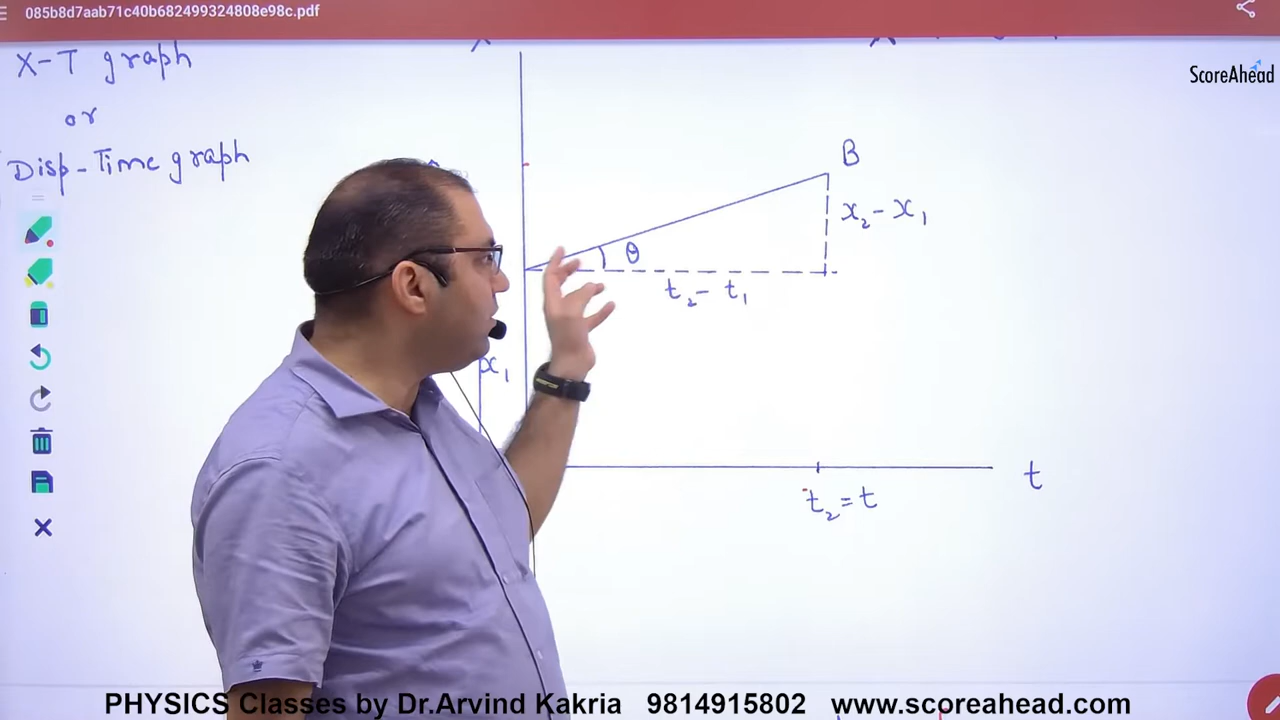 085b8d7aab71c40b682499324808e98c.pdf
X-T graph
or
Disp-Time graph
ScoreAhead
B
x₂- x₁
θ
t₂- t₁
x₁
t
t₂=t
PHYSICS Classes by Dr.Arvind Kakria 9814915802 www.scoreahead.com